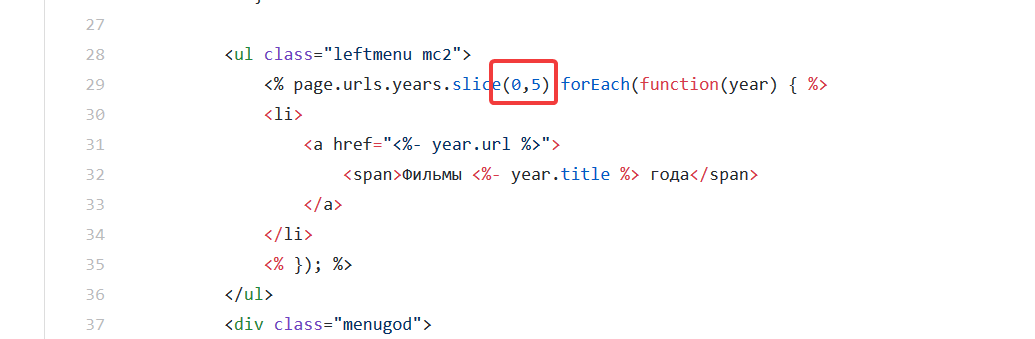 27
28 <ul class="leftmenu mc2">
29 <% page.urls.years.slice(0,5) forEach(function(year) { %>
30 <li>
31 <a href="<%- year.url %>">
32 <span>Фильмы <%- year.title %> года</span>
33 </a>
34 </li>
35 <% }); %>
36 </ul>
37 <div class="menugod">